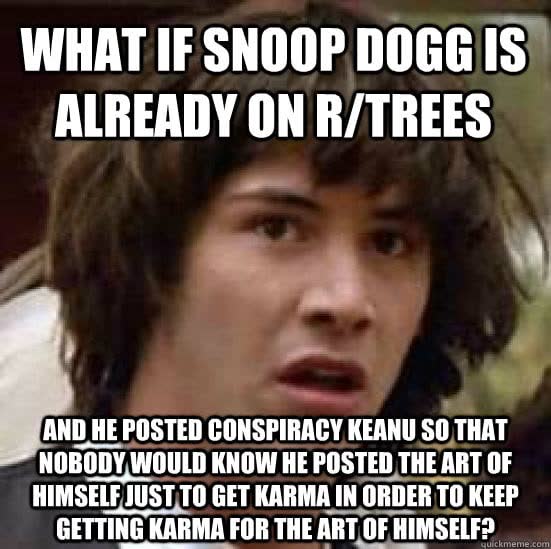 WHAT IF SNOOP DOGG IS
ALREADY ON R/TREES
AND HE POSTED CONSPIRACY KEANU SO THAT
NOBODY WOULD KNOW HE POSTED THE ART OF
HIMSELF JUST TO GET KARMA IN ORDER TO KEEP
GETTING KARMA FOR THE ART OF HIMSELF?
quickmeme.com